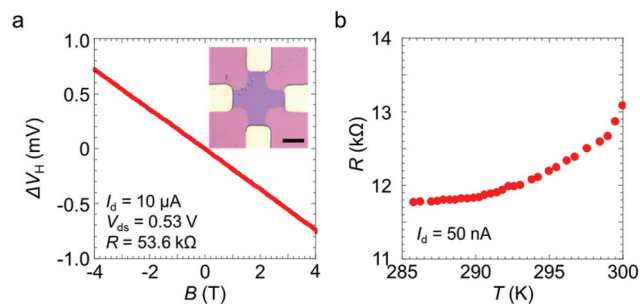 a
ΔV_H (mV)
1.0
0.5
0
-0.5
-1.0
I_d = 10 µA
V_ds = 0.53 V
R = 53.6 kΩ
-4
-2
0
2
4
B (T)
b
R (kΩ)
14
13
12
11
I_d = 50 nA
285
290
295
300
T (K)